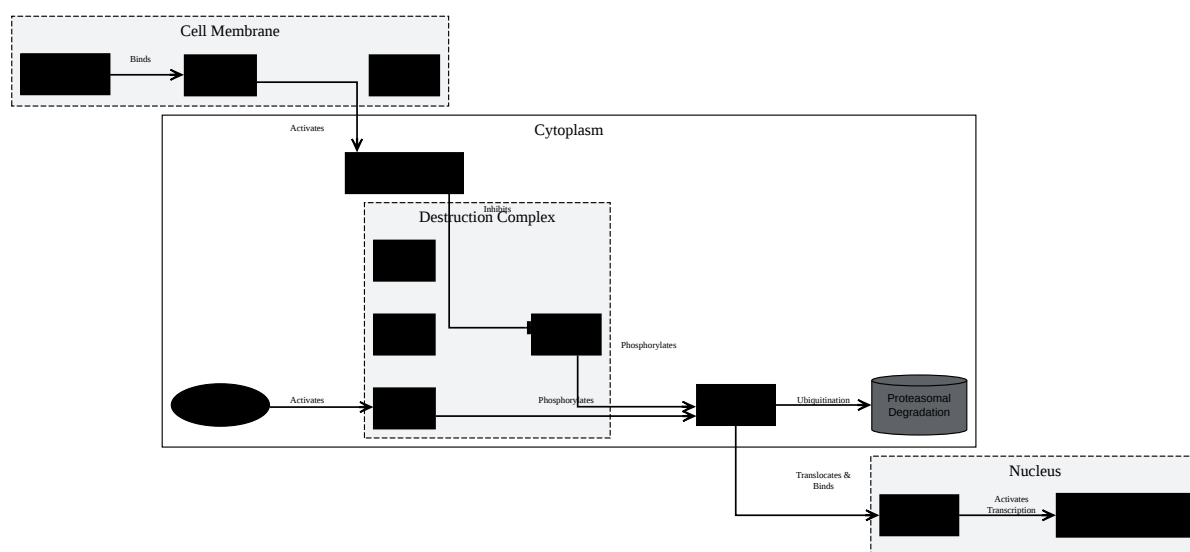 Cell Membrane
Binds
Activates
Cytoplasm
Inhibits
Destruction Complex
Phosphorylates
Activates
Phosphorylates
Ubiquitination
Proteasomal
Degradation
Translocates &
Binds
Nucleus
Activates
Transcription